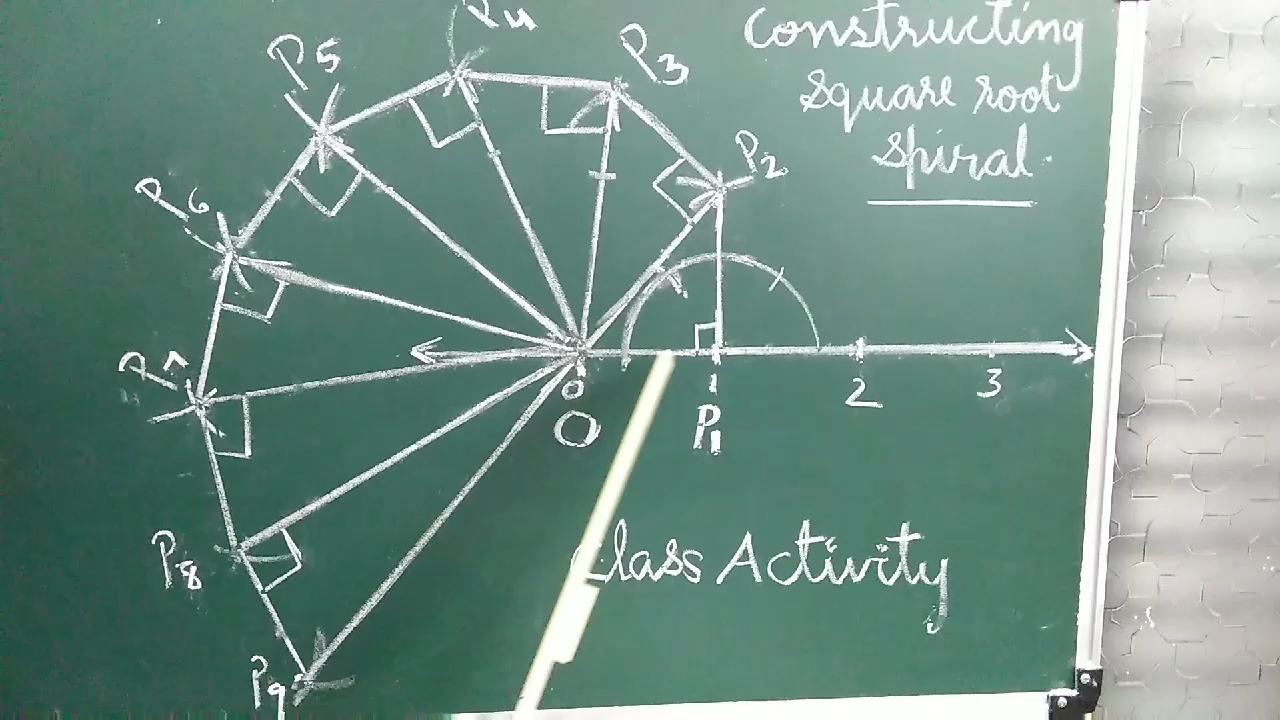 Constructing
square root
spiral.
P4
P5
P3
P2
P6
P7
0
1
2
3
O
P1
P8
Class Activity
P9